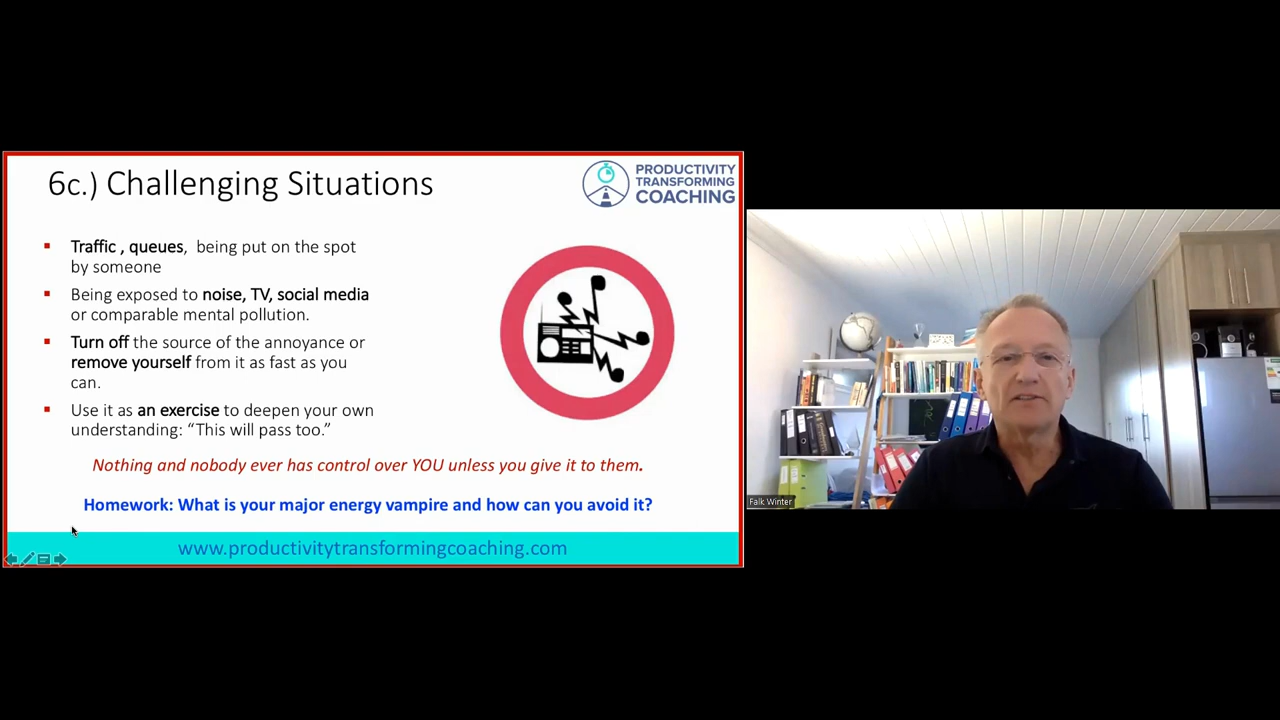 6c.) Challenging Situations
PRODUCTIVITY
TRANSFORMING
COACHING
Traffic , queues,  being put on the spot
by someone
Being exposed to noise, TV, social media
or comparable mental pollution.
Turn off the source of the annoyance or
remove yourself from it as fast as you
can.
Use it as an exercise to deepen your own
understanding: “This will pass too.”
Nothing and nobody ever has control over YOU unless you give it to them.
Homework: What is your major energy vampire and how can you avoid it?
www.productivitytransformingcoaching.com
Falk Winter